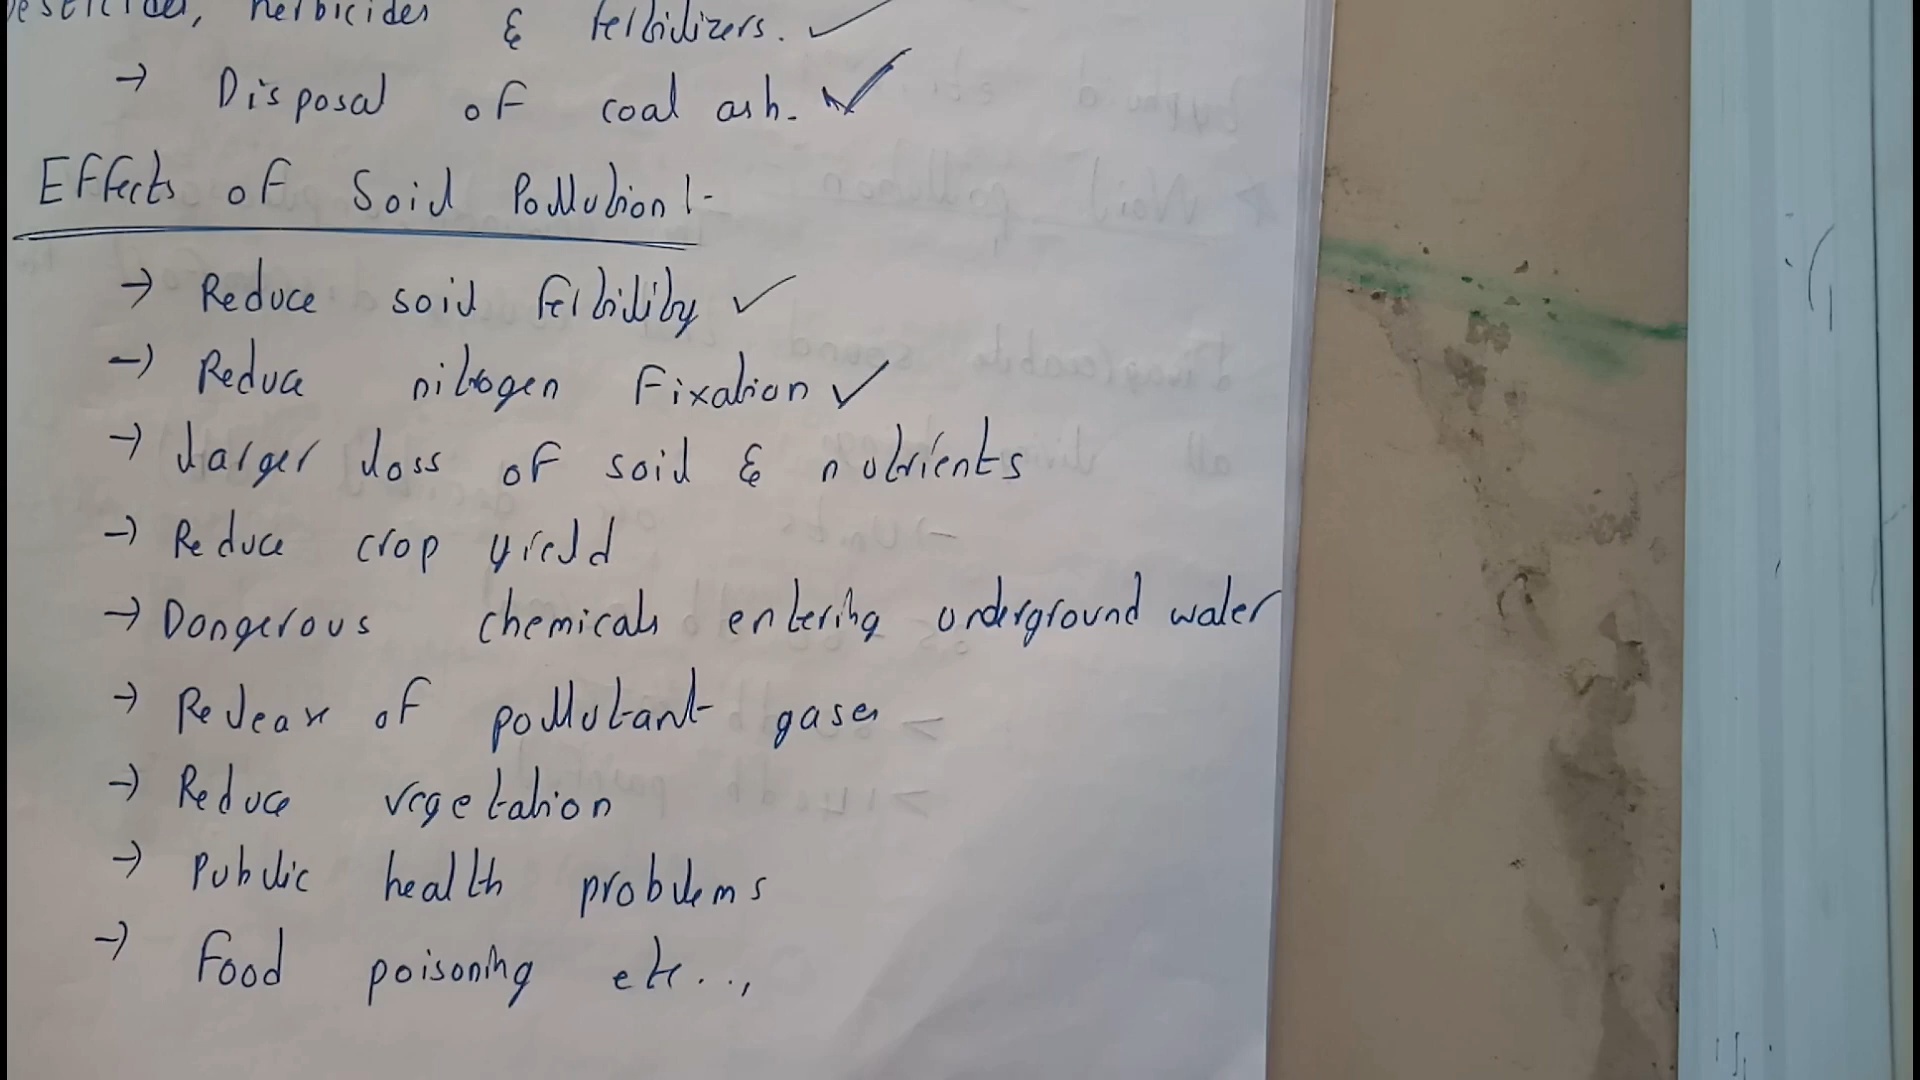 Pesticides, herbicides & fertilizers. ✓
→ Disposal of coal ash. ✓
Effects of Soil Pollution :-
→ Reduce soil fertility ✓
→ Reduce nitrogen fixation ✓
→ Larger loss of soil & nutrients
→ Reduce crop yield
→ Dangerous chemicals entering underground water
→ Release of pollutant gases
→ Reduce vegetation
→ Public health problems
→ Food poisoning etc..,